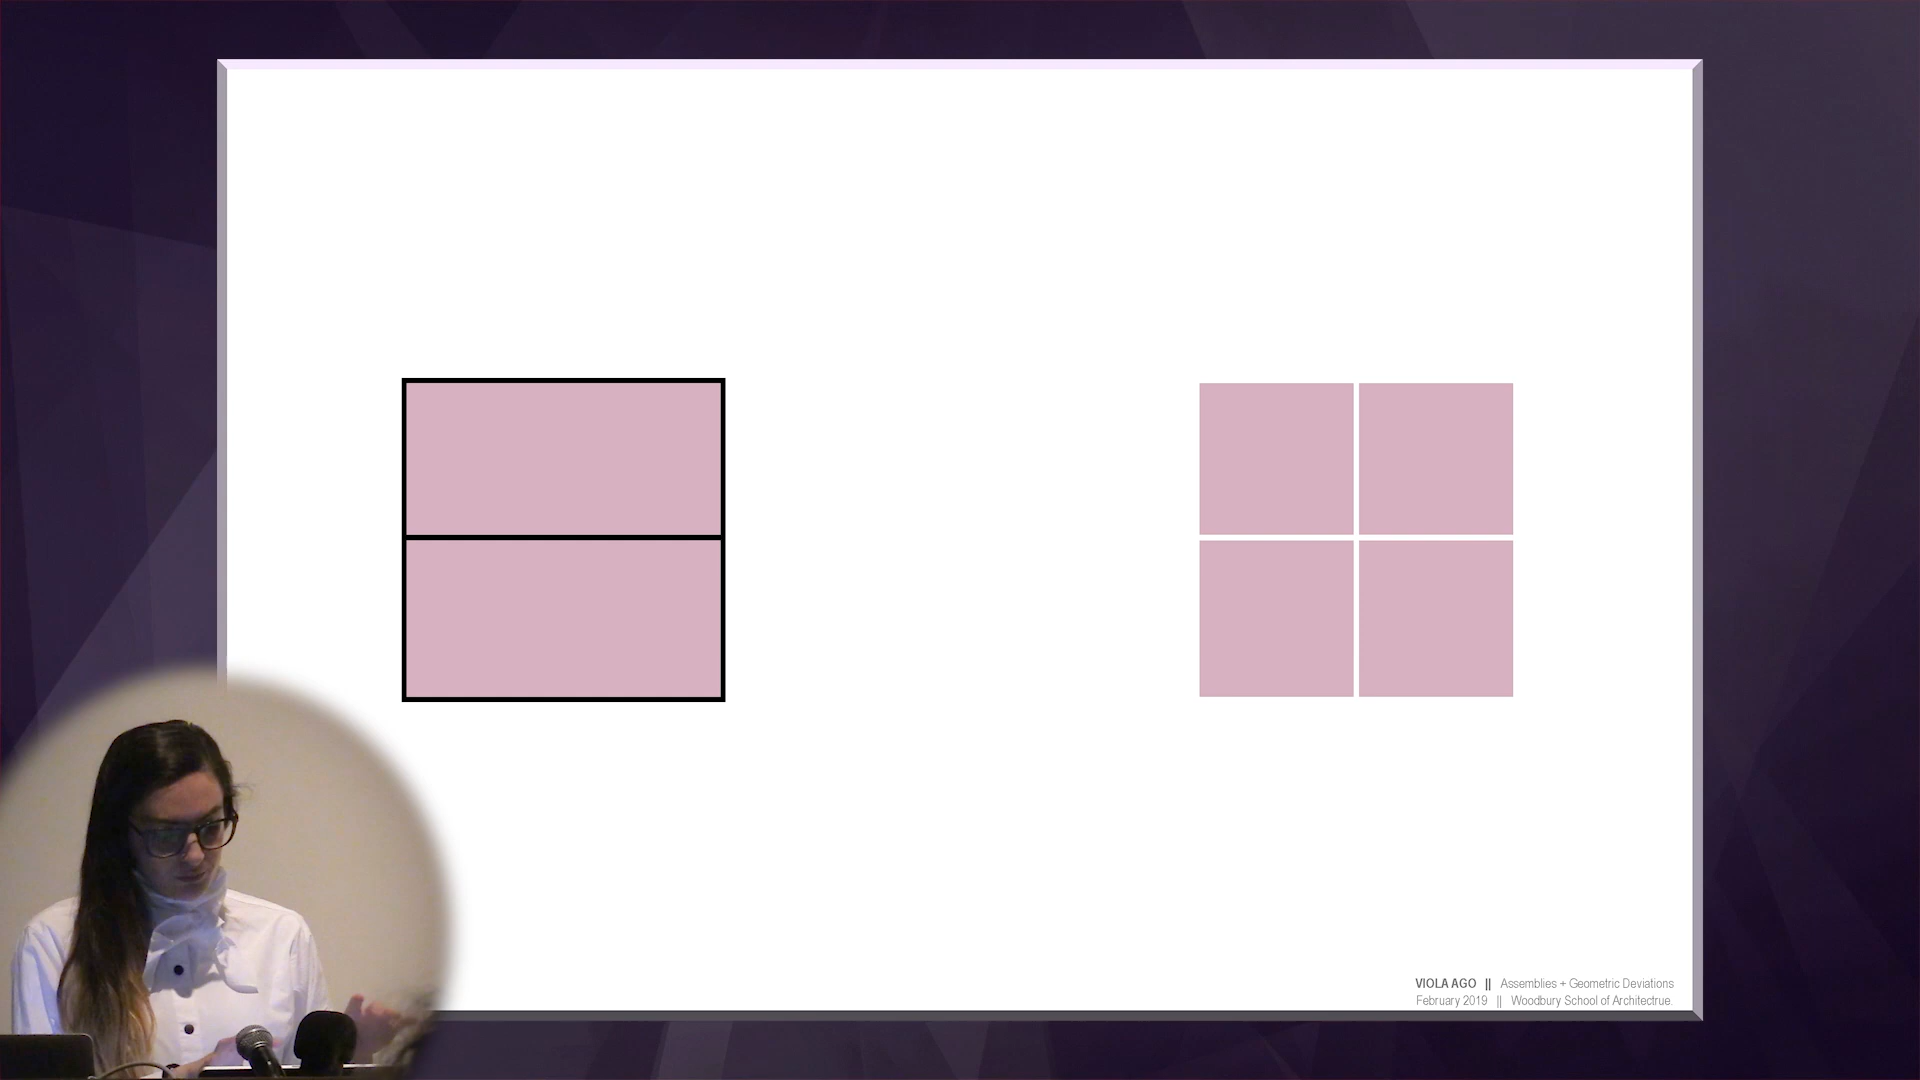 VIOLA AGO || Assemblies + Geometric Deviations
February 2019 || Woodbury School of Architectrue.